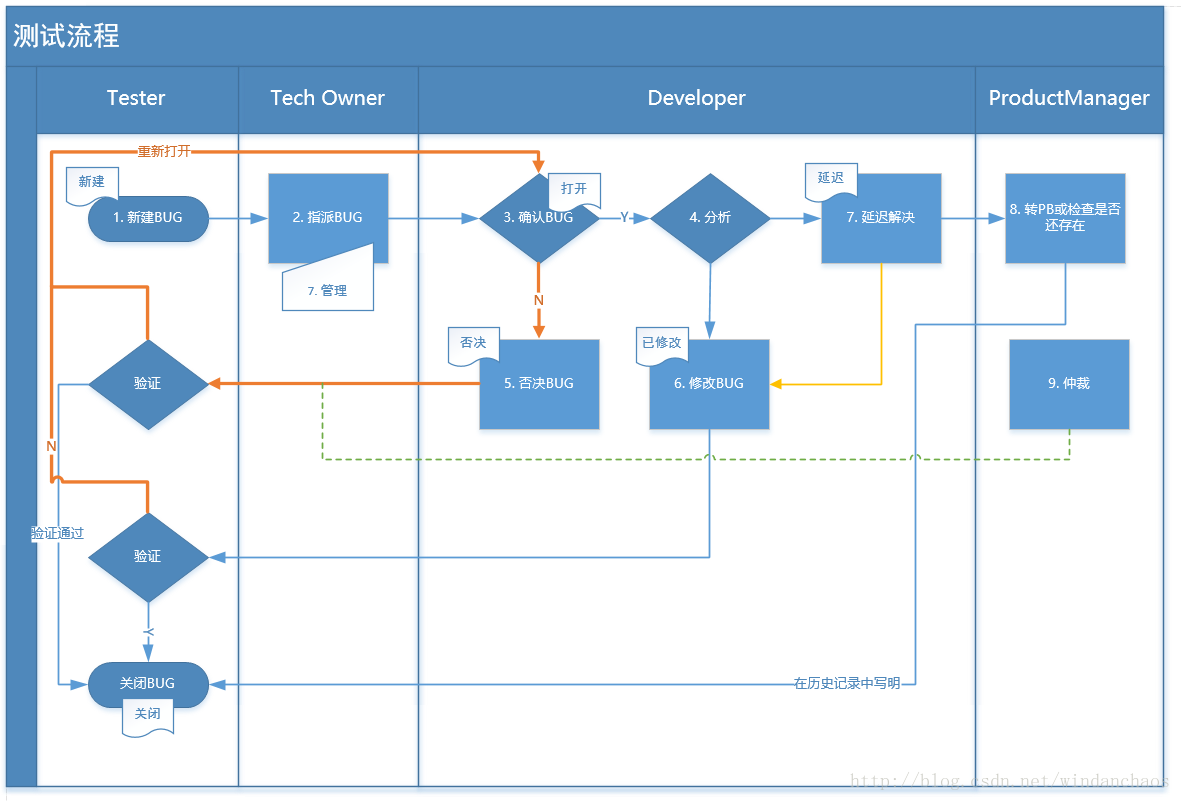 测试流程
Tester
Tech Owner
Developer
ProductManager
重新打开
新建
1. 新建BUG
2. 指派BUG
7. 管理
打开
3. 确认BUG
Y
4. 分析
延迟
7. 延迟解决
8. 转PB或检查是否
还存在
N
否决
5. 否决BUG
已修改
6. 修改BUG
9. 仲裁
验证
N
验证通过
验证
Y
关闭BUG
关闭
在历史记录中写明
http://blog.csdn.net/windanchaos